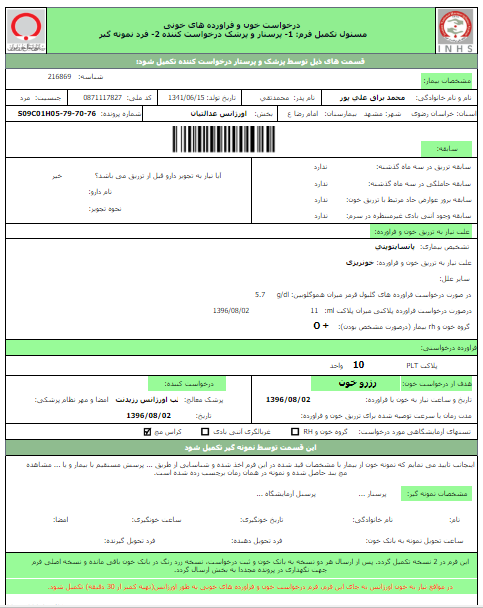 درخواست خون و فراورده های خونی
مسئول تکمیل فرم: 1- پرستار و پزشک درخواست کننده 2- فرد نمونه گیر
INHS
قسمت های ذیل توسط پزشک و پرستار درخواست کننده تکمیل شود:
مشخصات بیمار: شناسه: 216869
نام و نام خانوادگی: محمد براي علي پور نام پدر: محمدتقی تاریخ تولد: 1341/06/15 کد ملی: 0871117827 جنسیت: مرد
استان: خراسان رضوی شهر: مشهد بیمارستان: امام رضا ع بخش: اورژانس عدالتیان شماره پرونده: S09C01H05-79-70-76
سابقه:
سابقه تزریق در سه ماه گذشته: ندارد
سابقه حاملگی در سه ماه گذشته: ندارد
سابقه بروز عوارض حاد مرتبط با تزریق خون: ندارد
سابقه وجود آنتی بادی غیرمنتظره در سرم: ندارد
آیا نیاز به تجویز دارو قبل از تزریق می باشد؟ خیر
نام دارو:
نحوه تجویز:
علت نیاز به تزریق خون و فراورده:
تشخیص بیماری: پانسایتوپنی
علت نیاز به تزریق خون و فراورده: خونریزی
سایر علل:
در صورت درخواست فراورده های گلبول قرمز میزان هموگلوبین: g/dl 5.7
درصورت درخواست فراورده پلاکتی میزان پلاکت ml: 11 1396/08/02
گروه خون و rh بیمار (درصورت مشخص بودن): O +
فراورده درخواستی:
پلاکت PLT 10 واحد
هدف از درخواست خون: رزرو خون
تاریخ و ساعت نیاز به خون یا فراورده: 1396/08/02
مدت زمان یا سرعت توصیه شده برای تزریق خون و فراورده:
درخواست کننده:
پزشک معالج: طب اورژانس رزیدنت امضا و مهر نظام پزشکی:
تاریخ: 1396/08/02
تستهای آزمایشگاهی مورد درخواست: گروه خون و RH غربالگری آنتی بادی کراس مچ
این قسمت توسط نمونه گیر تکمیل شود
اینجانب تایید می نمایم که نمونه خون از بیمار با مشخصات قید شده در این فرم اخذ شده و شناسایی از طریق ... پرسش مستقیم با بیمار و یا ... مشاهده
مچ بند حاصل شده و نمونه در همان زمان برچسب زده شده است.
مشخصات نمونه گیر: پرستار ... پرسنل آزمایشگاه ...
نام: نام خانوادگی: تاریخ خونگیری: ساعت خونگیری: امضا:
ساعت تحویل نمونه به بانک خون: فرد تحویل دهنده: فرد تحویل گیرنده:
این فرم در 2 نسخه تکمیل گردد. پس از ارسال هر دو نسخه به بانک خون و ثبت درخواست، نسخه زرد رنگ در بانک خون باقی مانده و نسخه اصلی فرم
جهت نگهداری در پرونده مجددا به بخش ارسال گردد.
در مواقع نیاز به خون اورژانس به جای این فرم، فرم درخواست خون و فراورده های خونی به طور اورژانس(تهیه کمتر از 30 دقیقه) تکمیل شود.